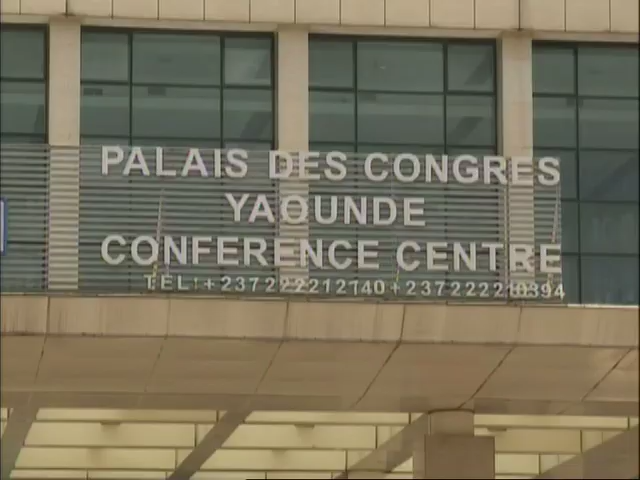 PALAIS DES CONGRES
YAOUNDE
CONFERENCE CENTRE
TEL:+237222212140+237222210394